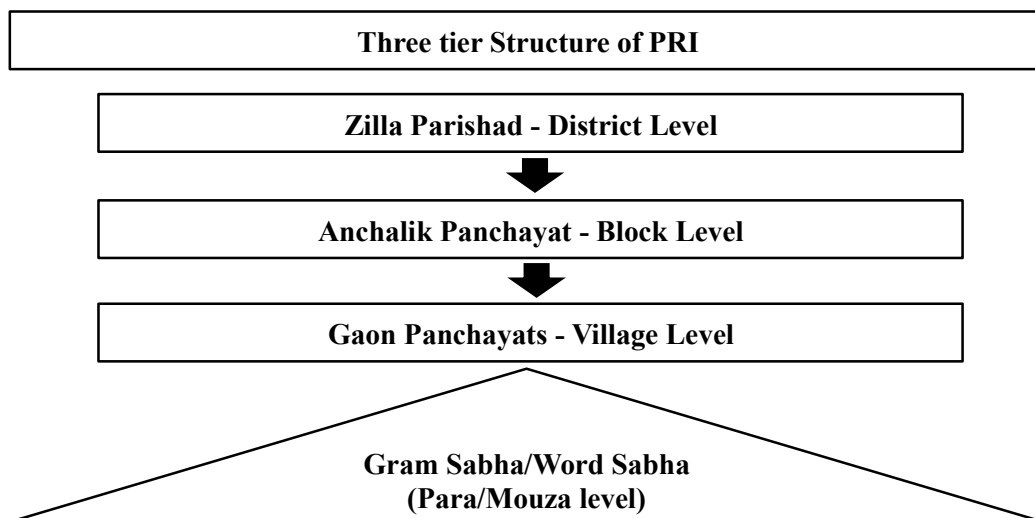 Three tier Structure of PRI
Zilla Parishad - District Level
Anchalik Panchayat - Block Level
Gaon Panchayats - Village Level
Gram Sabha/Word Sabha
(Para/Mouza level)